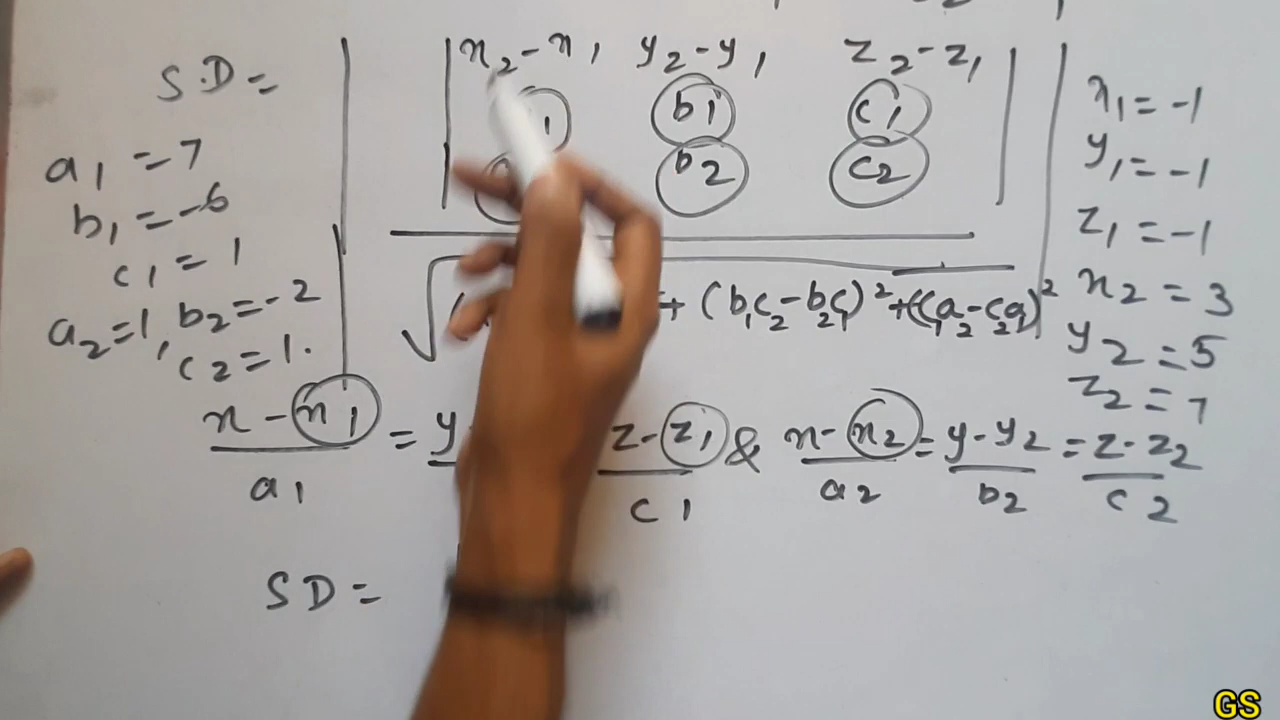 SD =
a1 = 7
b1 = -6
c1 = 1
a2 = 1, b2 = -2
c2 = 1.
x2 - x1 y2 - y1 z2 - z1
1 b1 c1
b2 c2
√ + (b1c2 - b2c1)² + (c1a2 - c2a1)²
x1 = -1
y1 = -1
z1 = -1
x2 = 3
y2 = 5
z2 = 7
x - x1 = y z - z1 & x - x2 = y - y2 = z - z2
a1 c1 a2 b2 c2
SD =
GS